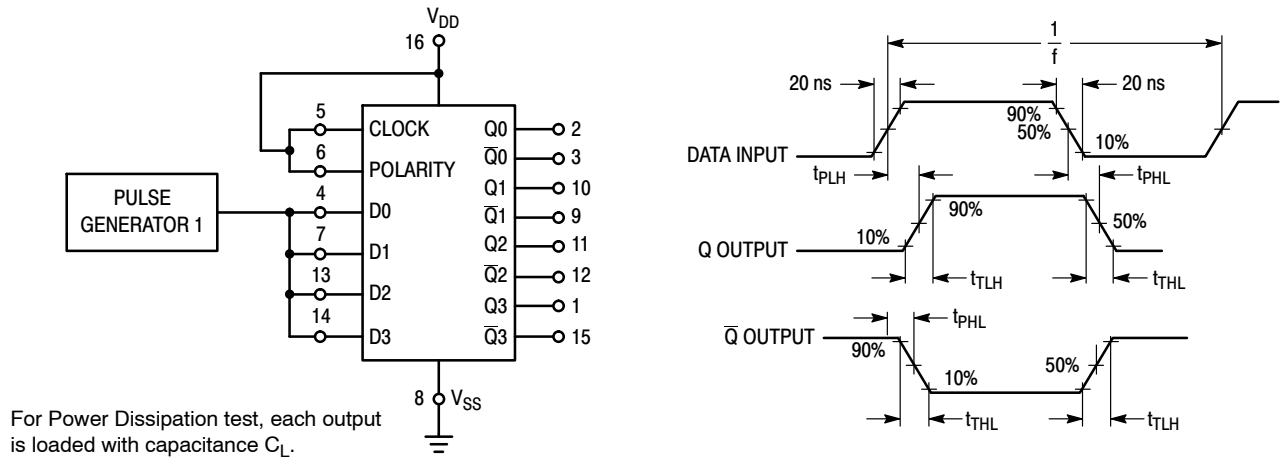 V_DD
16
5
CLOCK
6
POLARITY
PULSE
GENERATOR 1
4
D0
7
D1
13
D2
14
D3
Q0 2
Q̅0 3
Q1 10
Q̅1 9
Q2 11
Q̅2 12
Q3 1
Q̅3 15
8 V_SS
For Power Dissipation test, each output
is loaded with capacitance C_L.
1
f
20 ns
20 ns
90%
50%
10%
DATA INPUT
t_PLH
t_PHL
90%
50%
10%
Q OUTPUT
t_TLH
t_THL
t_PHL
Q̅ OUTPUT
90%
10%
50%
t_THL
t_TLH